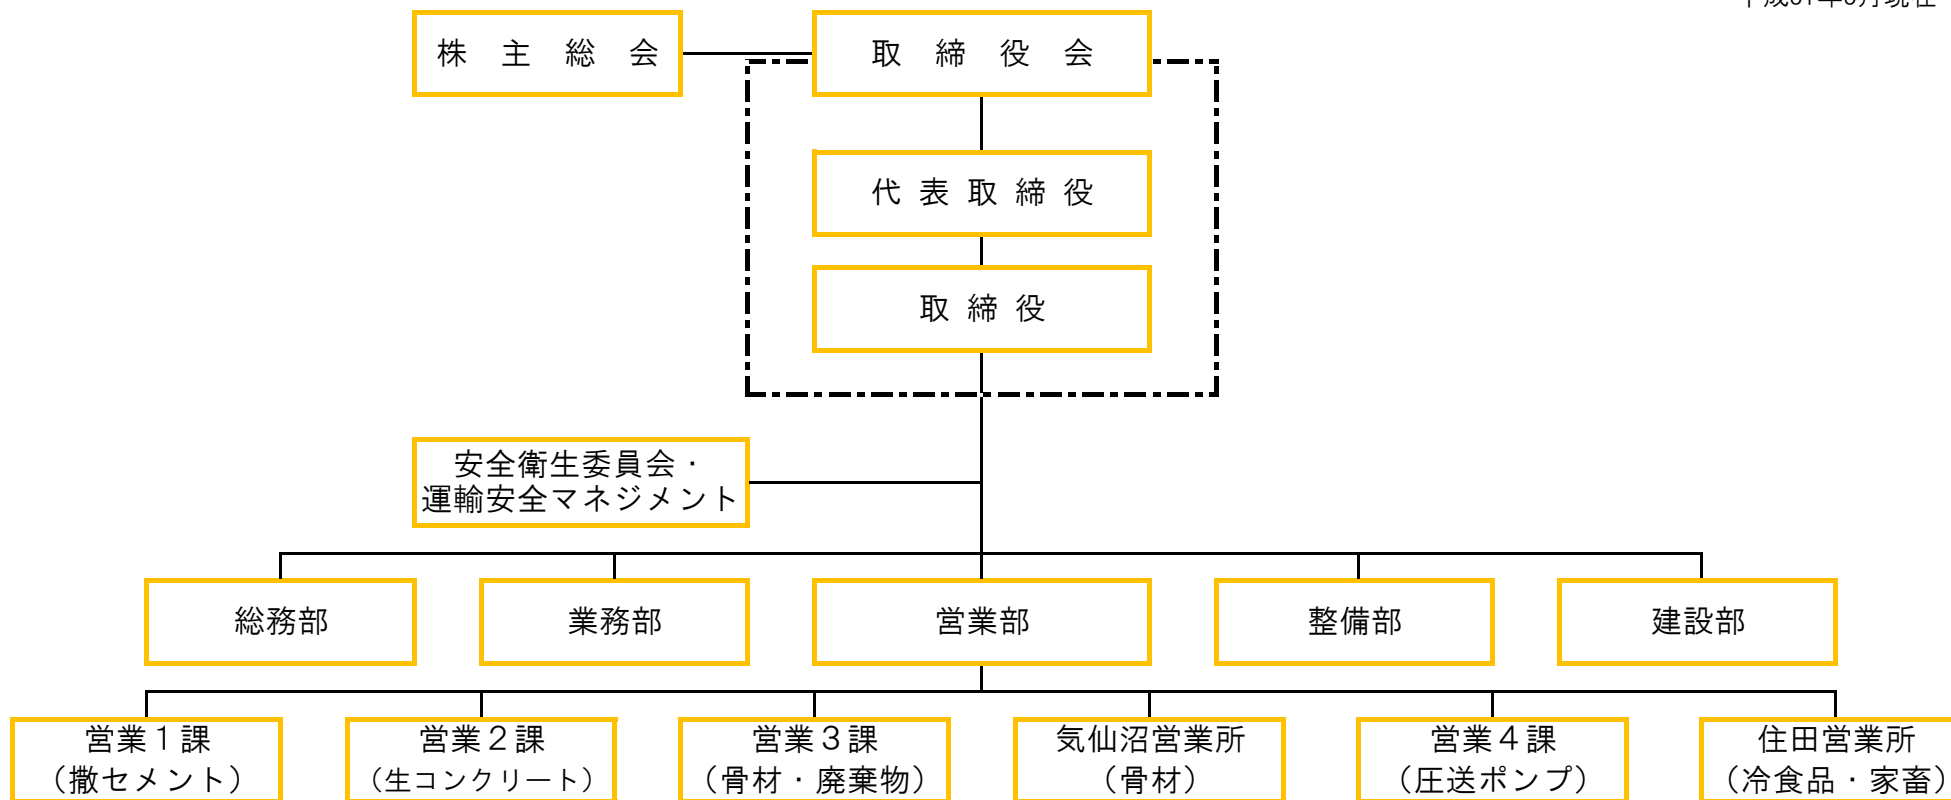 株 主 総 会
取 締 役 会
代 表 取 締 役
取 締 役
安全衛生委員会・
運輸安全マネジメント
総務部
業務部
営業部
整備部
建設部
営業１課
（撒セメント）
営業２課
（生コンクリート）
営業３課
（骨材・廃棄物）
気仙沼営業所
（骨材）
営業４課
（圧送ポンプ）
住田営業所
（冷食品・家畜）